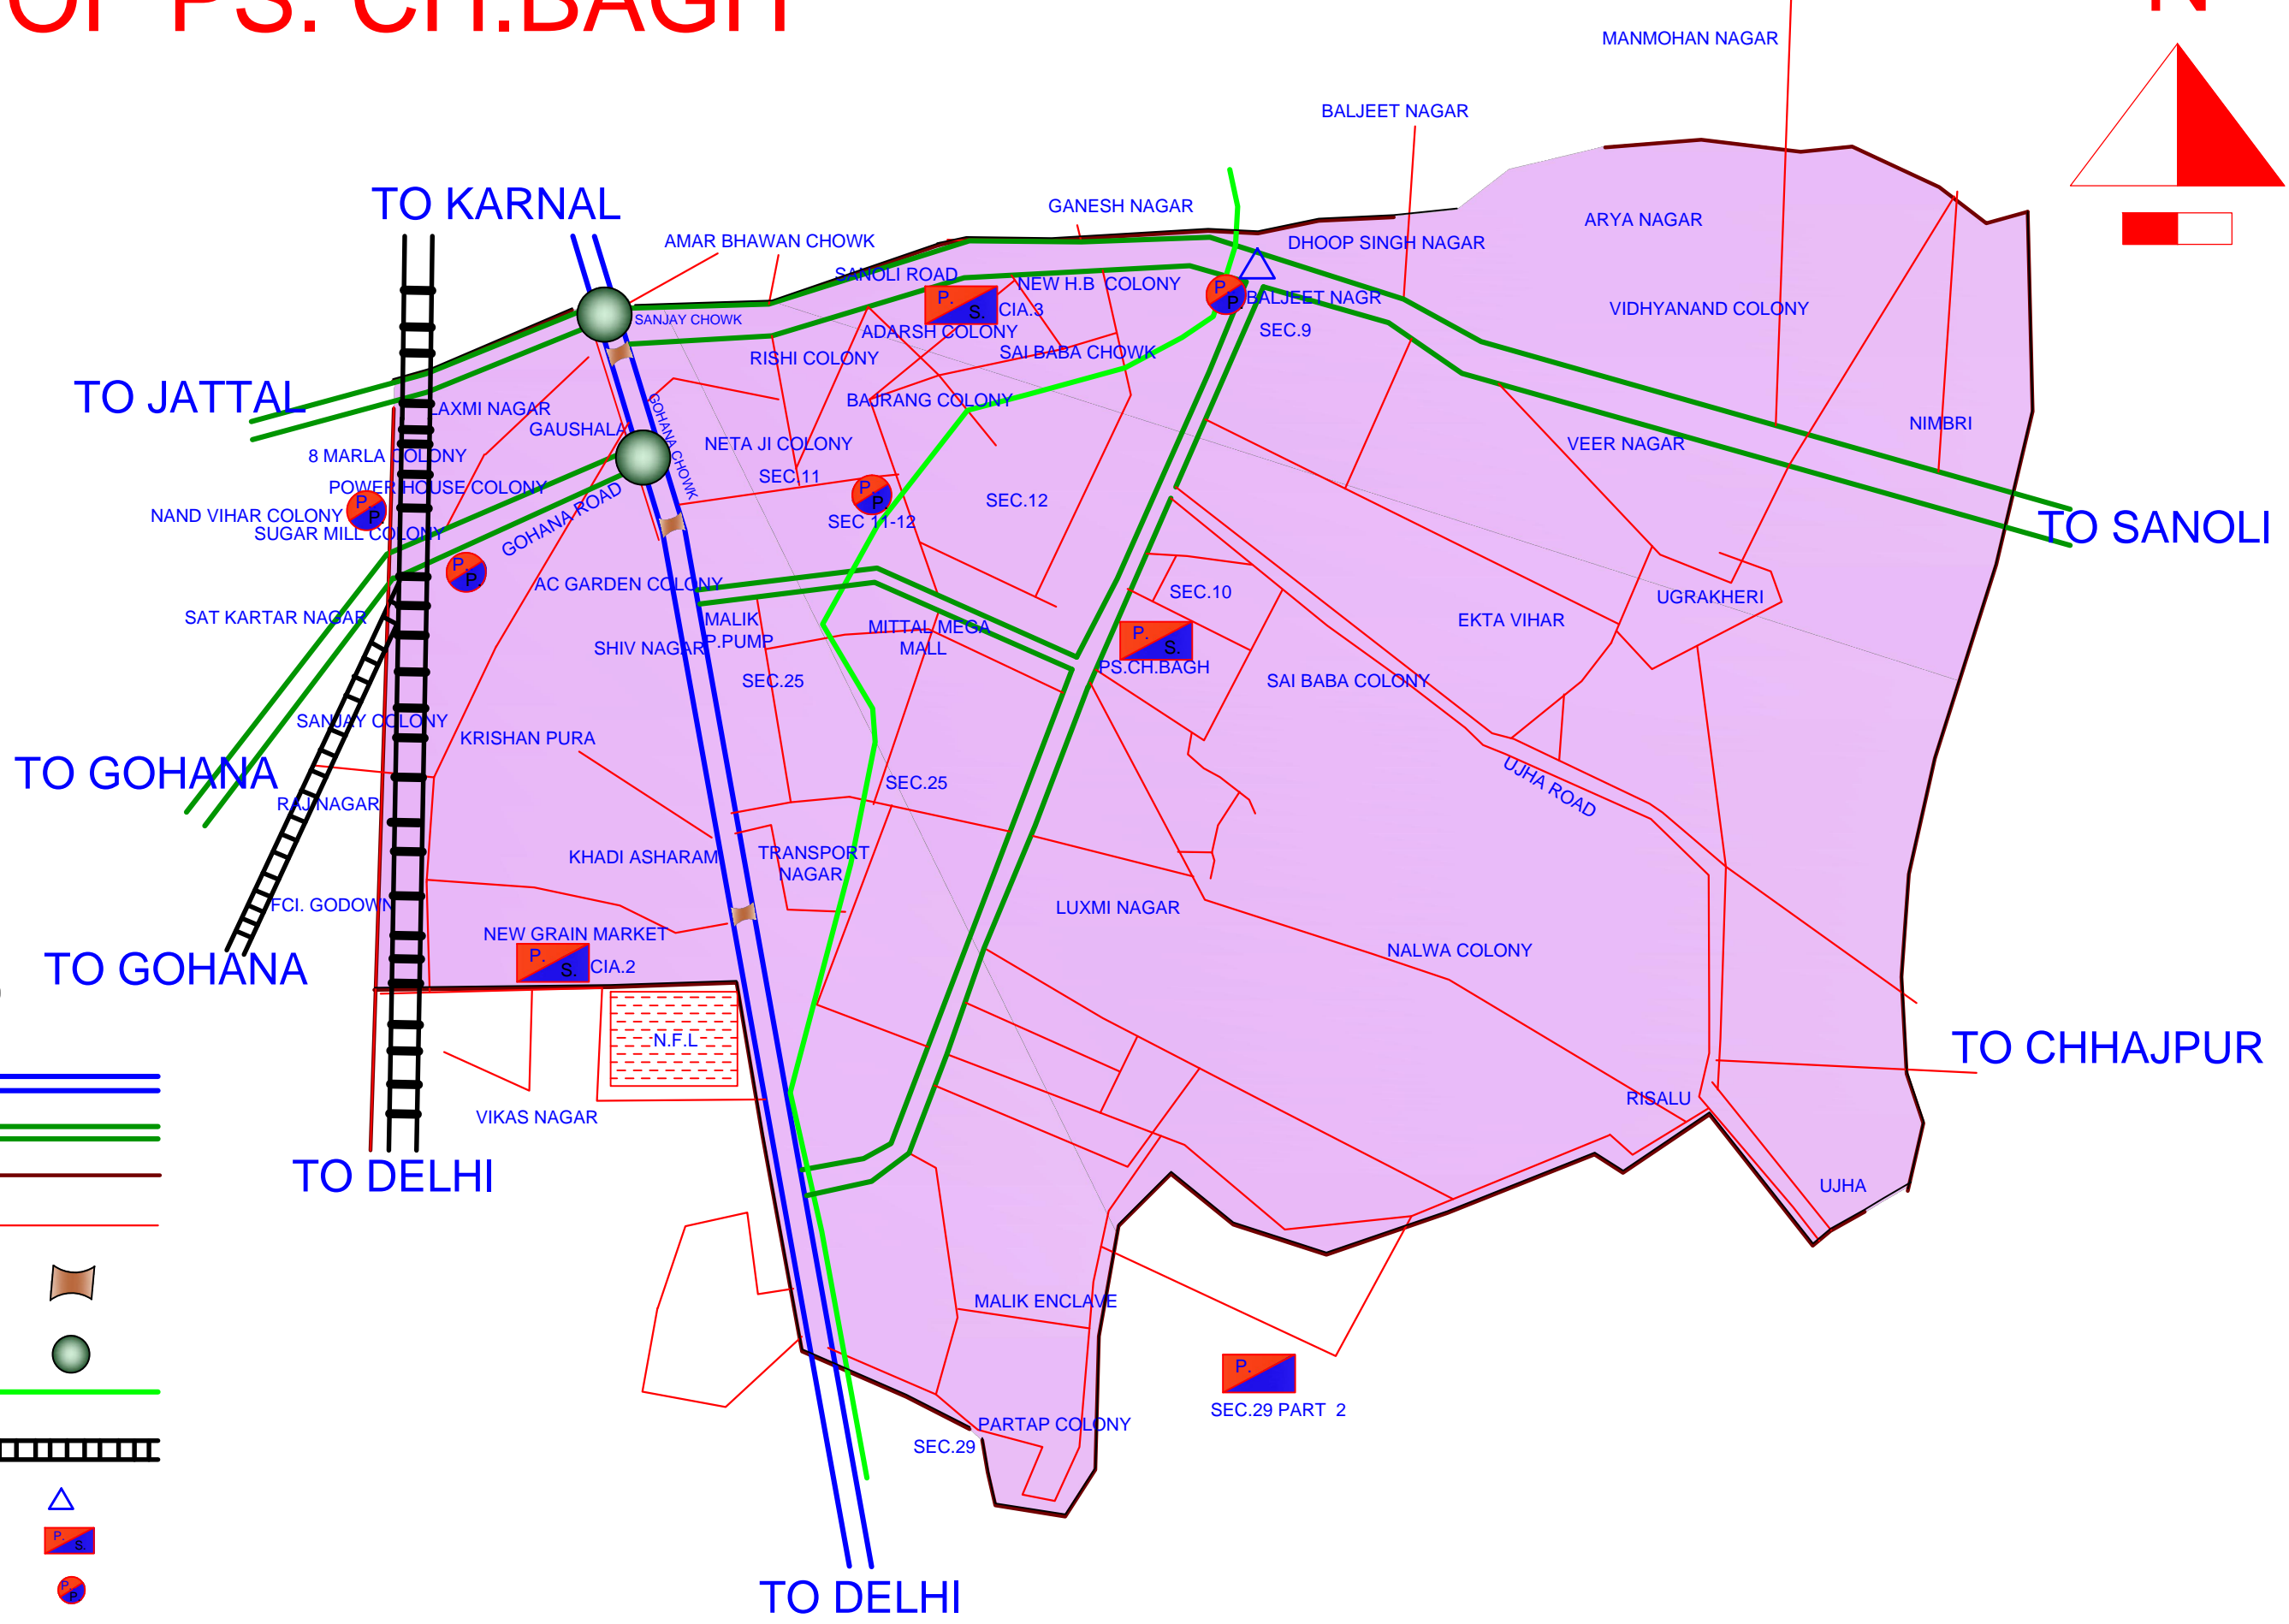 OF PS. CH.BAGH
N
MANMOHAN NAGAR
BALJEET NAGAR
TO KARNAL
GANESH NAGAR
ARYA NAGAR
AMAR BHAWAN CHOWK
DHOOP SINGH NAGAR
SANOLI ROAD
NEW H.B COLONY
P.
S.
CIA.3
P.
P.
BALJEET NAGR
VIDHYANAND COLONY
SANJAY CHOWK
ADARSH COLONY
SEC.9
RISHI COLONY
SAI BABA CHOWK
TO JATTAL
LAXMI NAGAR
BAJRANG COLONY
GAUSHALA
GOHANA CHOWK
NETA JI COLONY
VEER NAGAR
NIMBRI
8 MARLA COLONY
SEC.11
POWER HOUSE COLONY
P.
P.
SEC.12
P.
P.
NAND VIHAR COLONY
SEC 11-12
SUGAR MILL COLONY
GOHANA ROAD
TO SANOLI
P.
P.
AC GARDEN COLONY
SEC.10
UGRAKHERI
SAT KARTAR NAGAR
MALIK
P.PUMP
MITTAL MEGA
MALL
EKTA VIHAR
SHIV NAGAR
P.
S.
PS.CH.BAGH
SEC.25
SAI BABA COLONY
SANJAY COLONY
KRISHAN PURA
TO GOHANA
SEC.25
UJHA ROAD
RAJ NAGAR
KHADI ASHARAM
TRANSPORT
NAGAR
FCI. GODOWN
LUXMI NAGAR
NEW GRAIN MARKET
NALWA COLONY
P.
S.
CIA.2
TO GOHANA
N.F.L
TO CHHAJPUR
VIKAS NAGAR
RISALU
TO DELHI
UJHA
MALIK ENCLAVE
P.
SEC.29 PART 2
PARTAP COLONY
SEC.29
P.
S.
P.
P.
TO DELHI